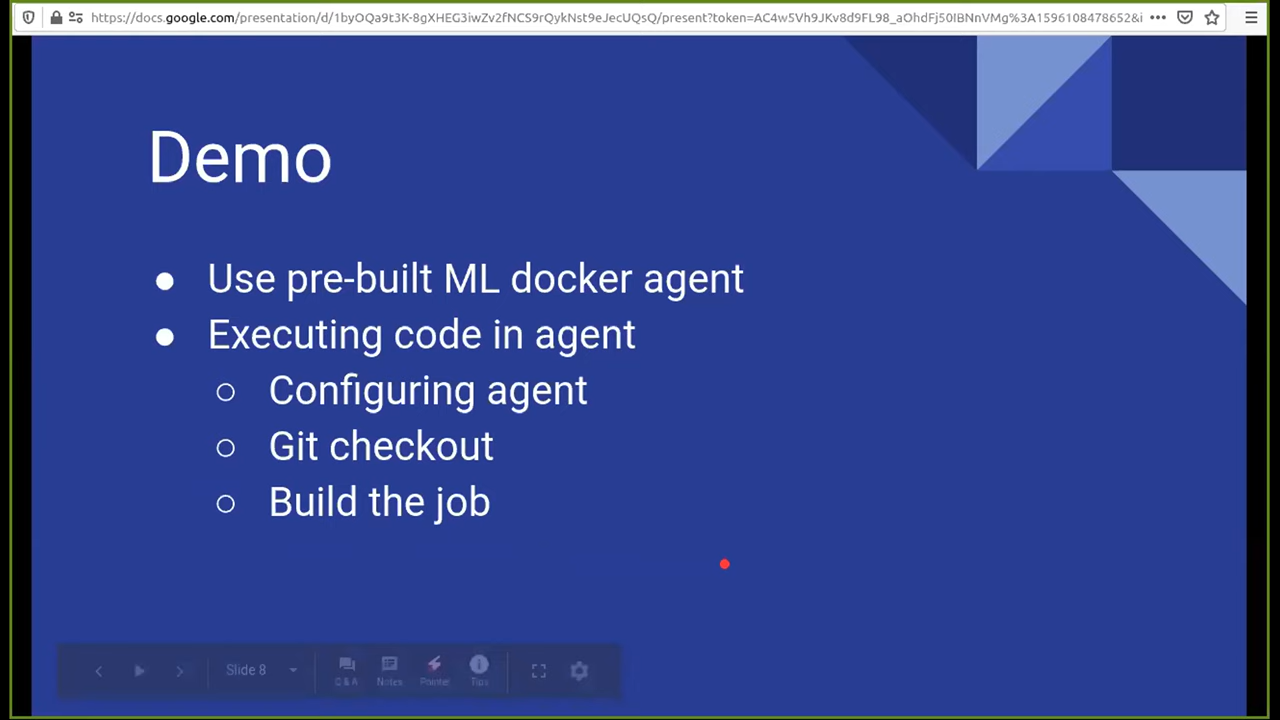 https://docs.google.com/presentation/d/1byOQa9t3K-8gXHEG3iwZv2fNCS9rQykNst9eJecUQsQ/present?token=AC4w5Vh9JKv8d9FL98_aOhdFj50IBNnVMg%3A1596108478652&i
Demo
● Use pre-built ML docker agent
● Executing code in agent
○ Configuring agent
○ Git checkout
○ Build the job
Slide 8
Q & A Notes Pointer Tips